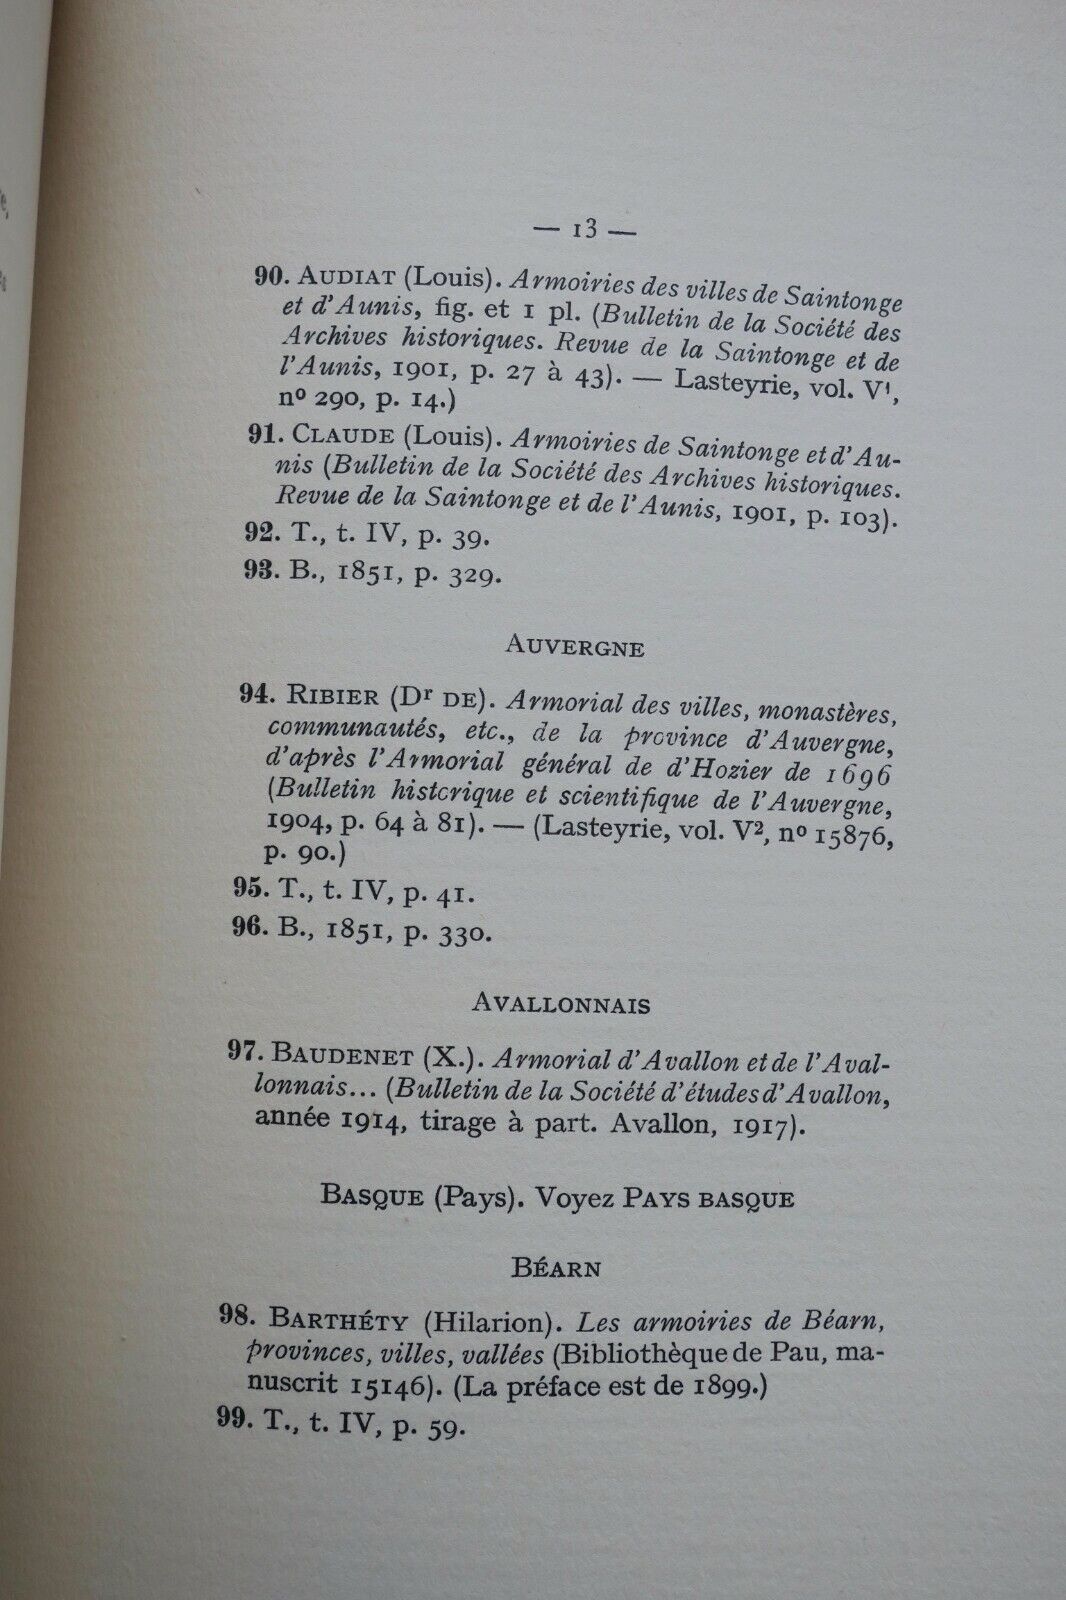 — 13 —
90. AUDIAT (Louis). Armoiries des villes de Saintonge
et d'Aunis, fig. et 1 pl. (Bulletin de la Société des
Archives historiques. Revue de la Saintonge et de
l'Aunis, 1901, p. 27 à 43). — Lasteyrie, vol. V¹,
nº 290, p. 14.)
91. CLAUDE (Louis). Armoiries de Saintonge et d'Au-
nis (Bulletin de la Société des Archives historiques.
Revue de la Saintonge et de l'Aunis, 1901, p. 103).
92. T., t. IV, p. 39.
93. B., 1851, p. 329.
AUVERGNE
94. RIBIER (Dr DE). Armorial des villes, monastères,
communautés, etc., de la province d'Auvergne,
d'après l'Armorial général de d'Hozier de 1696
(Bulletin historique et scientifique de l'Auvergne,
1904, p. 64 à 81). — (Lasteyrie, vol. V², nº 15876,
p. 90.)
95. T., t. IV, p. 41.
96. B., 1851, p. 330.
AVALLONNAIS
97. BAUDENET (X.). Armorial d'Avallon et de l'Aval-
lonnais... (Bulletin de la Société d'études d'Avallon,
année 1914, tirage à part. Avallon, 1917).
BASQUE (Pays). Voyez PAYS BASQUE
BÉARN
98. BARTHÉTY (Hilarion). Les armoiries de Béarn,
provinces, villes, vallées (Bibliothèque de Pau, ma-
nuscrit 15146). (La préface est de 1899.)
99. T., t. IV, p. 59.